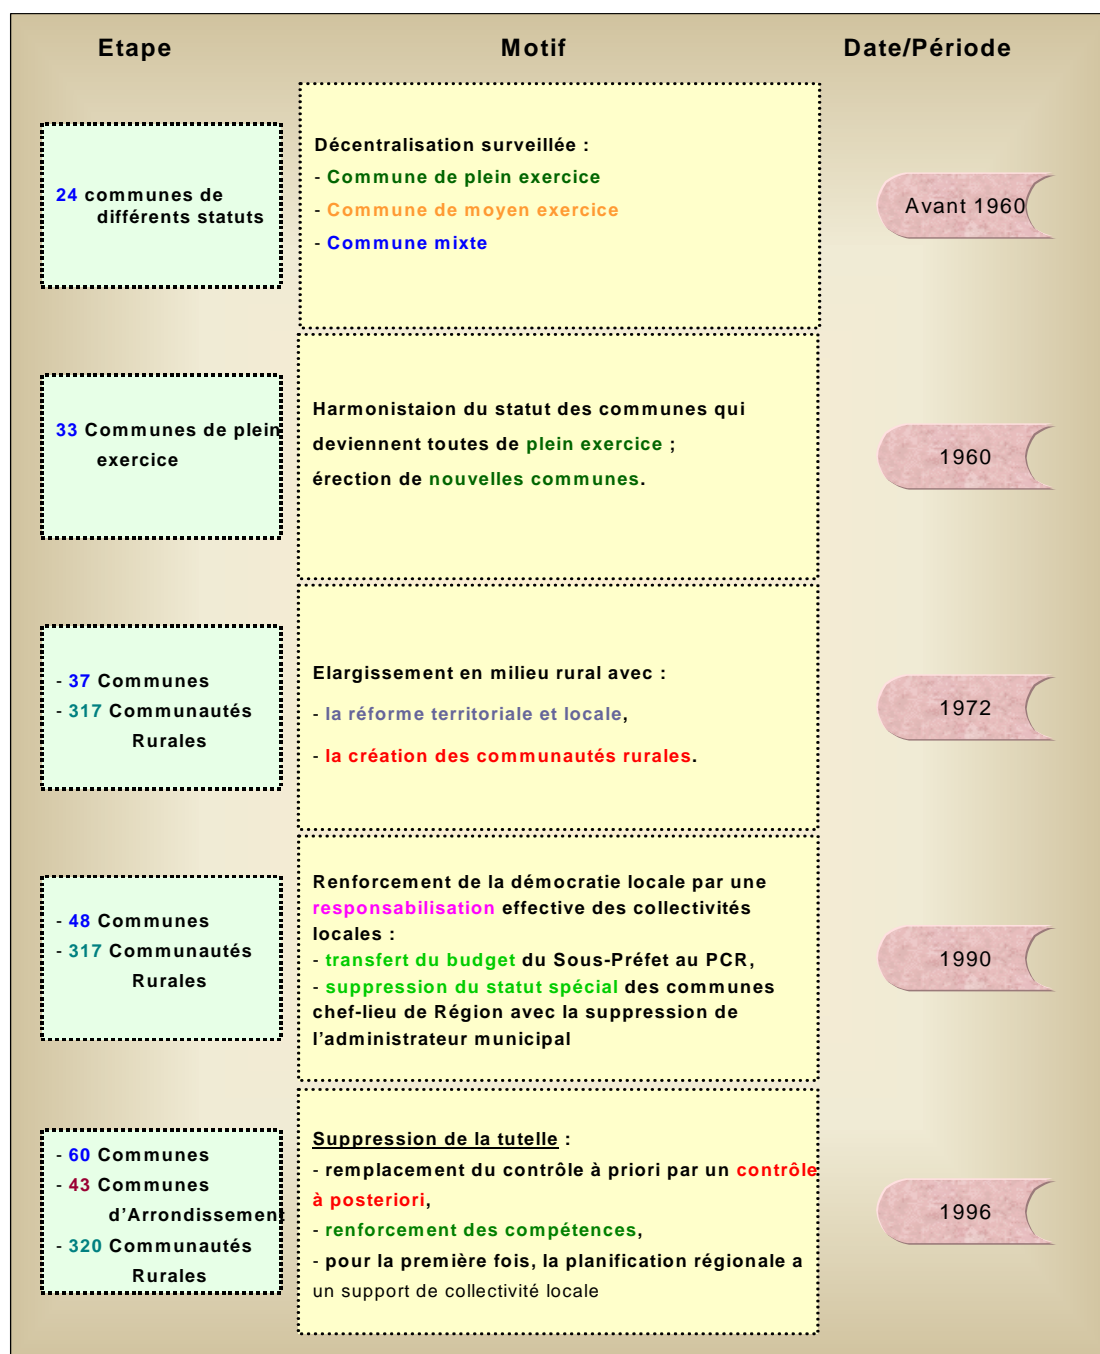 Etape Motif Date/Période
24 communes de
différents statuts
Décentralisation surveillée :
- Commune de plein exercice
- Commune de moyen exercice
- Commune mixte
Avant 1960
33 Communes de plein
exercice
Harmonistaion du statut des communes qui
deviennent toutes de plein exercice ;
érection de nouvelles communes.
1960
- 37 Communes
- 317 Communautés
Rurales
Elargissement en milieu rural avec :
- la réforme territoriale et locale,
- la création des communautés rurales.
1972
- 48 Communes
- 317 Communautés
Rurales
Renforcement de la démocratie locale par une
responsabilisation effective des collectivités
locales :
- transfert du budget du Sous-Préfet au PCR,
- suppression du statut spécial des communes
chef-lieu de Région avec la suppression de
l'administrateur municipal
1990
- 60 Communes
- 43 Communes
d'Arrondissement
- 320 Communautés
Rurales
Suppression de la tutelle :
- remplacement du contrôle à priori par un contrôle
à posteriori,
- renforcement des compétences,
- pour la première fois, la planification régionale a
un support de collectivité locale
1996